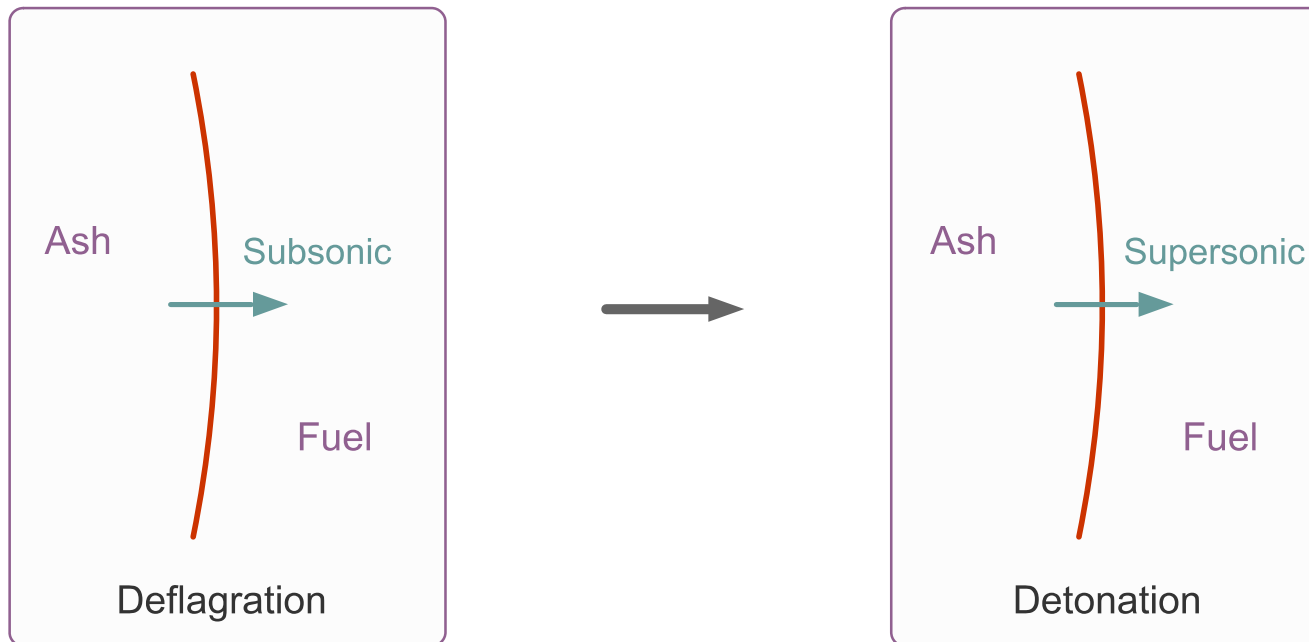 Ash
Subsonic
Fuel
Deflagration
Ash
Supersonic
Fuel
Detonation